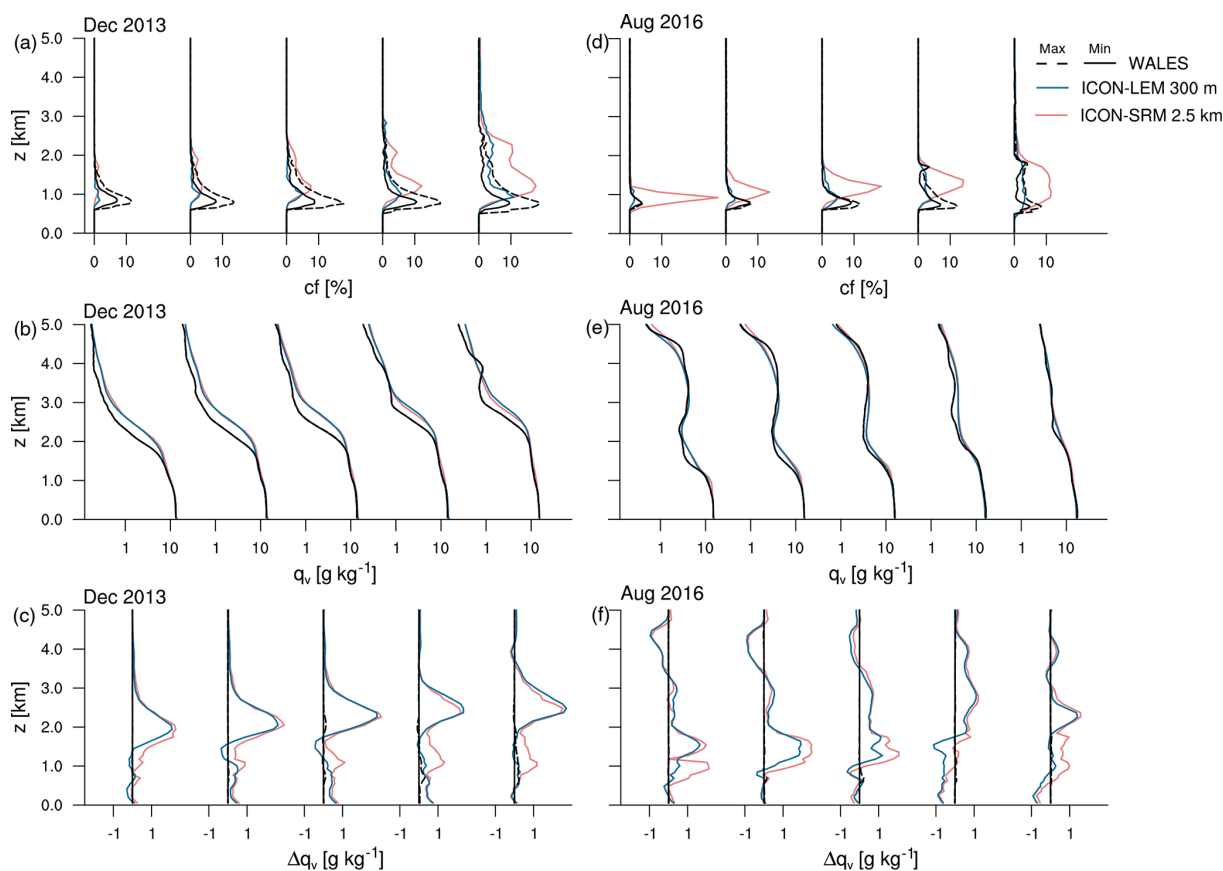 Dec 2013
(a)
5.0
4.0
3.0
2.0
1.0
0.0
z [km]
0 10 0 10 0 10 0 10 0 10
cf [%]
Aug 2016
(d)
0 10 0 10 0 10 0 10 0 10
cf [%]
Max Min
WALES
ICON-LEM 300 m
ICON-SRM 2.5 km
Dec 2013
(b)
5.0
4.0
3.0
2.0
1.0
0.0
z [km]
1 10 1 10 1 10 1 10 1 10
qv [g kg-1]
Aug 2016
(e)
1 10 1 10 1 10 1 10 1 10
qv [g kg-1]
Dec 2013
(c)
5.0
4.0
3.0
2.0
1.0
0.0
z [km]
-1 1 -1 1 -1 1 -1 1 -1 1
Δqv [g kg-1]
Aug 2016
(f)
-1 1 -1 1 -1 1 -1 1 -1 1
Δqv [g kg-1]